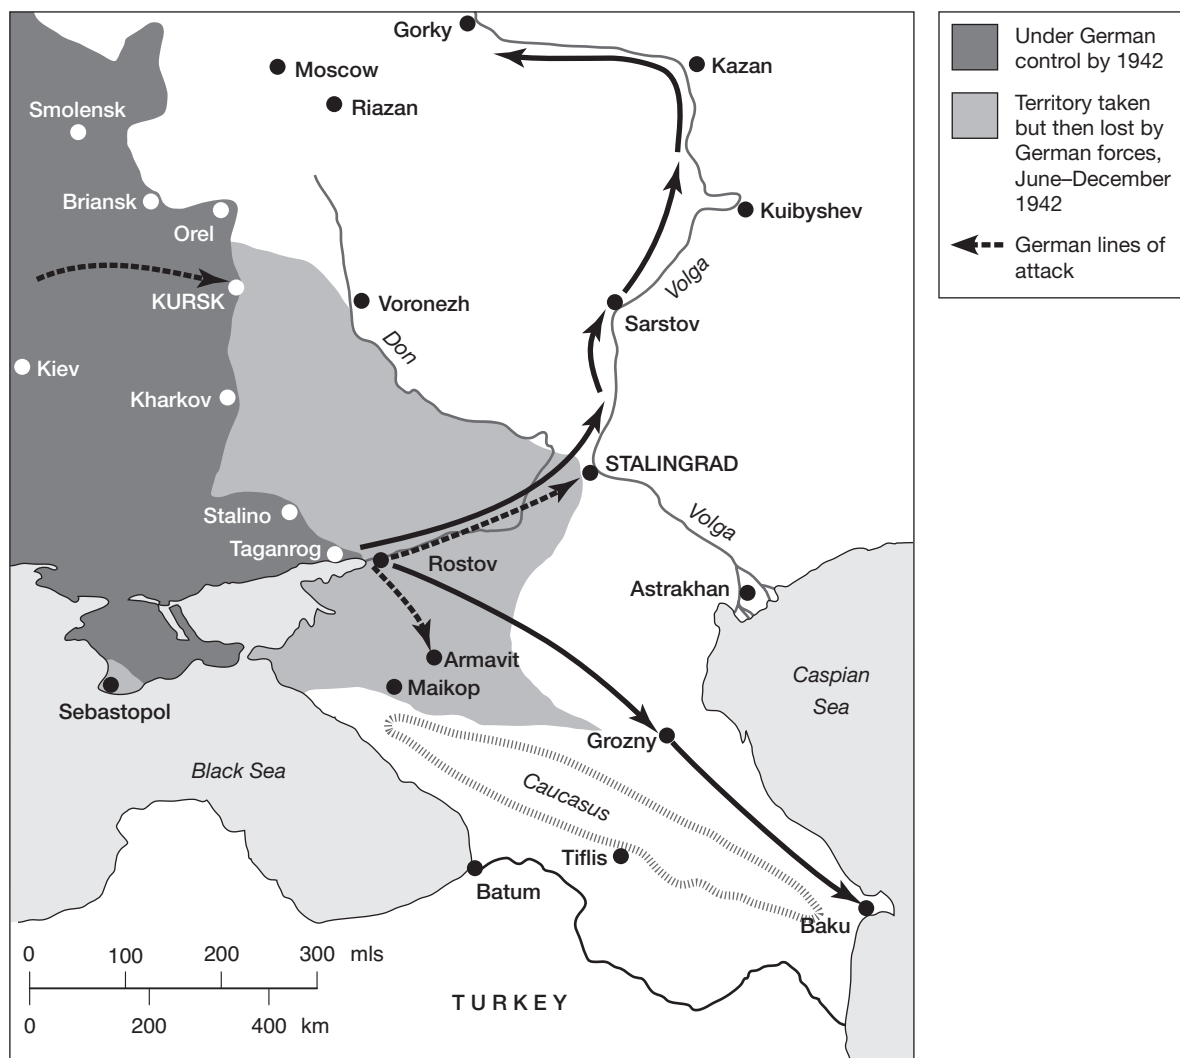 Gorky
Moscow
Kazan
Riazan
Smolensk
Briansk
Orel
Kuibyshev
Volga
KURSK
Voronezh
Sarstov
Don
Kiev
Kharkov
STALINGRAD
Stalino
Volga
Taganrog
Rostov
Astrakhan
Armavit
Maikop
Caspian
Sea
Sebastopol
Grozny
Black Sea
Caucasus
Tiflis
Batum
Baku
0 100 200 300 mls
TURKEY
0 200 400 km
Under German
control by 1942
Territory taken
but then lost by
German forces,
June–December
1942
German lines of
attack